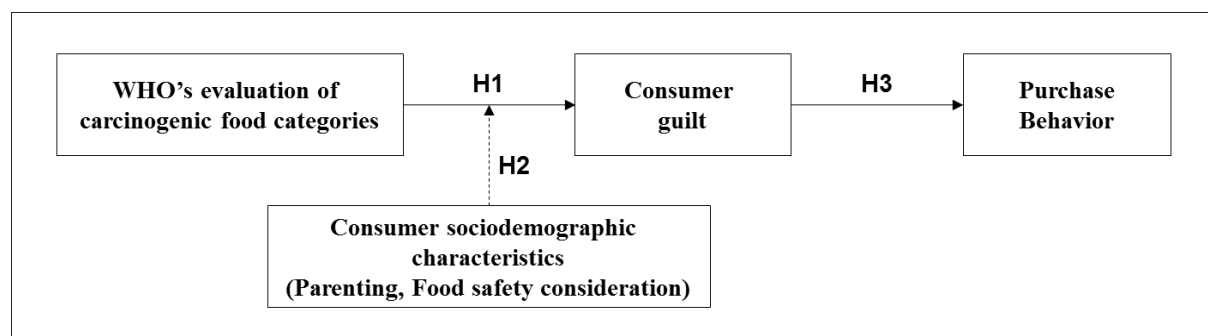 WHO's evaluation of
carcinogenic food categories
H1
Consumer
guilt
H3
Purchase
Behavior
H2
Consumer sociodemographic
characteristics
(Parenting, Food safety consideration)